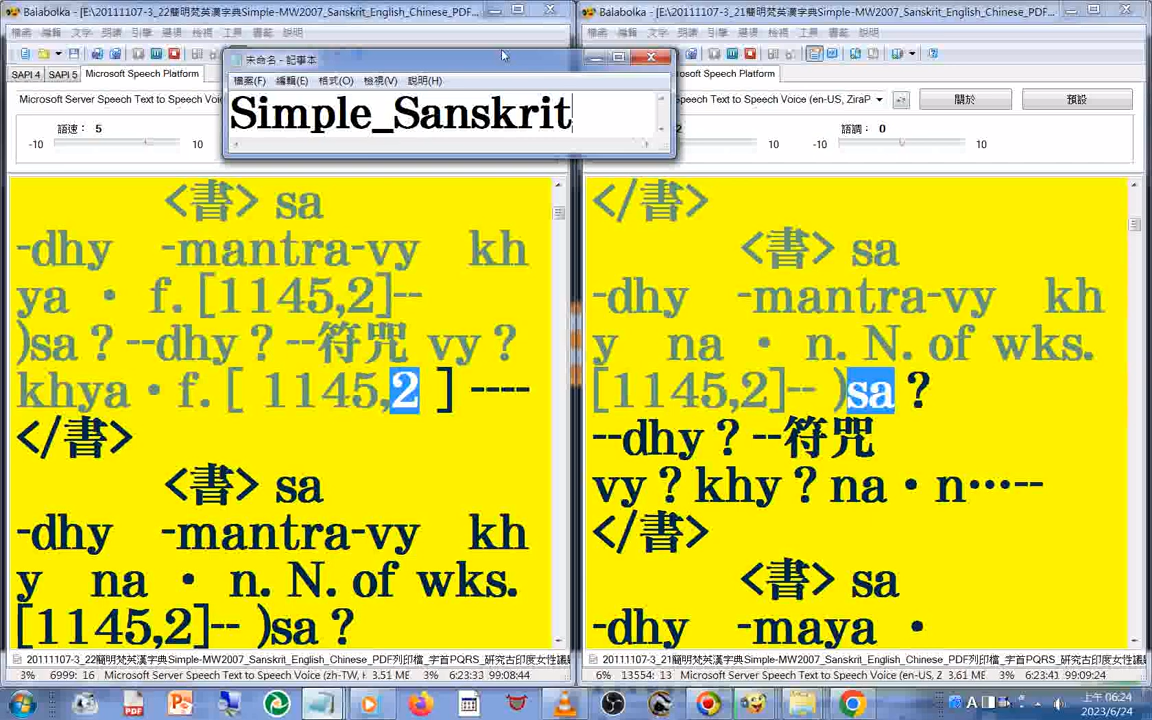 Balabolka - [E:\20111107-3_22簡明梵英漢字典Simple-MW2007_Sanskrit_English_Chinese_PDF...
Balabolka - [E:\20111107-3_21簡明梵英漢字典Simple-MW2007_Sanskrit_English_Chinese_PDF...
未命名 - 記事本
檔案(F) 編輯(E) 格式(O) 檢視(V) 說明(H)
Simple_Sanskrit
SAPI 4 SAPI 5 Microsoft Speech Platform
Microsoft Server Speech Text to Speech Voi
語速： 5
-10 10
Speech Platform
Speech Text to Speech Voice (en-US, ZiraP
關於 預設
2 語調： 0
10 -10 10
<書> sa
-dhy -mantra-vy kh
ya • f. [1145,2]--
)sa？--dhy？--符咒 vy？
khya • f. [ 1145,2 ] ----
</書>
<書> sa
-dhy -mantra-vy kh
y na • n. N. of wks.
[1145,2]-- )sa？
</書>
<書> sa
-dhy -mantra-vy kh
y na • n. N. of wks.
[1145,2]-- )sa？
--dhy？--符咒
vy？khy？na • n…--
</書>
<書> sa
-dhy -maya •
20111107-3_22簡明梵英漢字典Simple-MW2007_Sanskrit_English_Chinese_PDF列印檔_字首PQRS_研究古印度女性議
3% 6999: 16 Microsoft Server Speech Text to Speech Voice (zh-TW, H 3.51 ME 3% 6:23:33 99:08:44
20111107-3_21簡明梵英漢字典Simple-MW2007_Sanskrit_English_Chinese_PDF列印檔_字首PQRS_研究古印度女性議
6% 13554: 13 Microsoft Server Speech Text to Speech Voice (en-US, Z 3.61 ME 3% 6:23:41 99:09:24
上午 06:24
2023/6/24